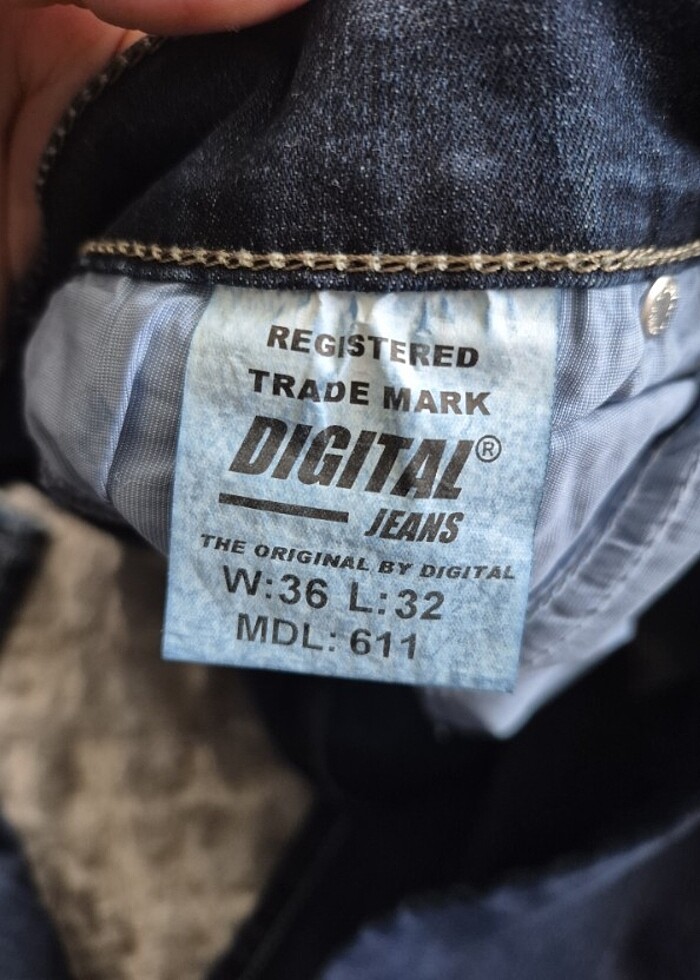 REGISTERED
TRADE MARK
DIGITAL®
JEANS
THE ORIGINAL BY DIGITAL
W:36 L:32
MDL: 611